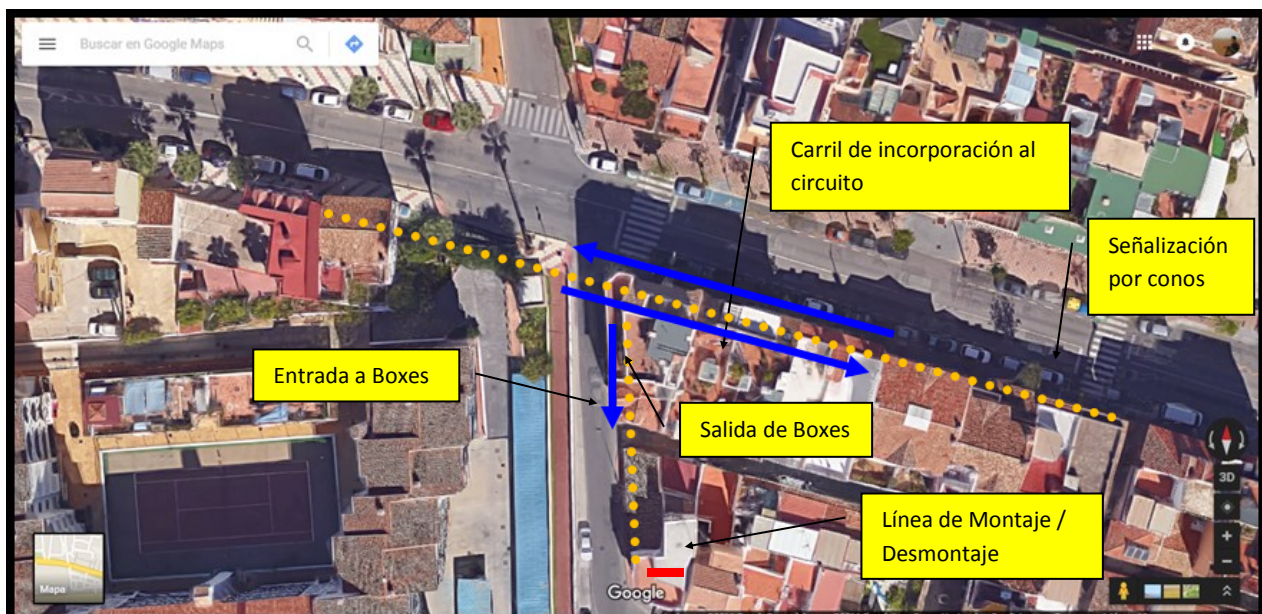 Buscar en Google Maps
Carril de incorporación al
circuito
Señalización
por conos
Entrada a Boxes
Salida de Boxes
3D
Línea de Montaje /
Desmontaje
Mapa
Google